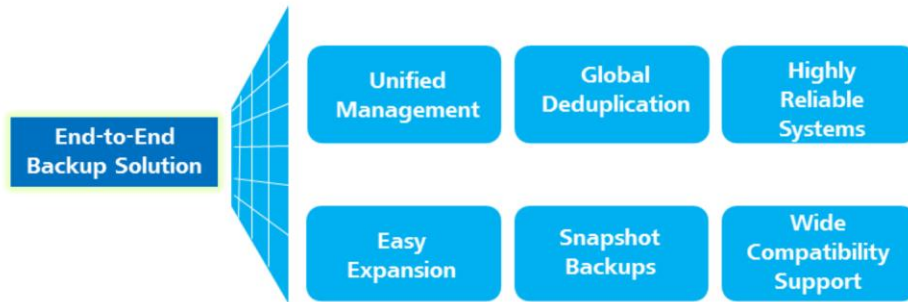 End-to-End
Backup Solution
Unified
Management
Global
Deduplication
Highly
Reliable
Systems
Easy
Expansion
Snapshot
Backups
Wide
Compatibility
Support